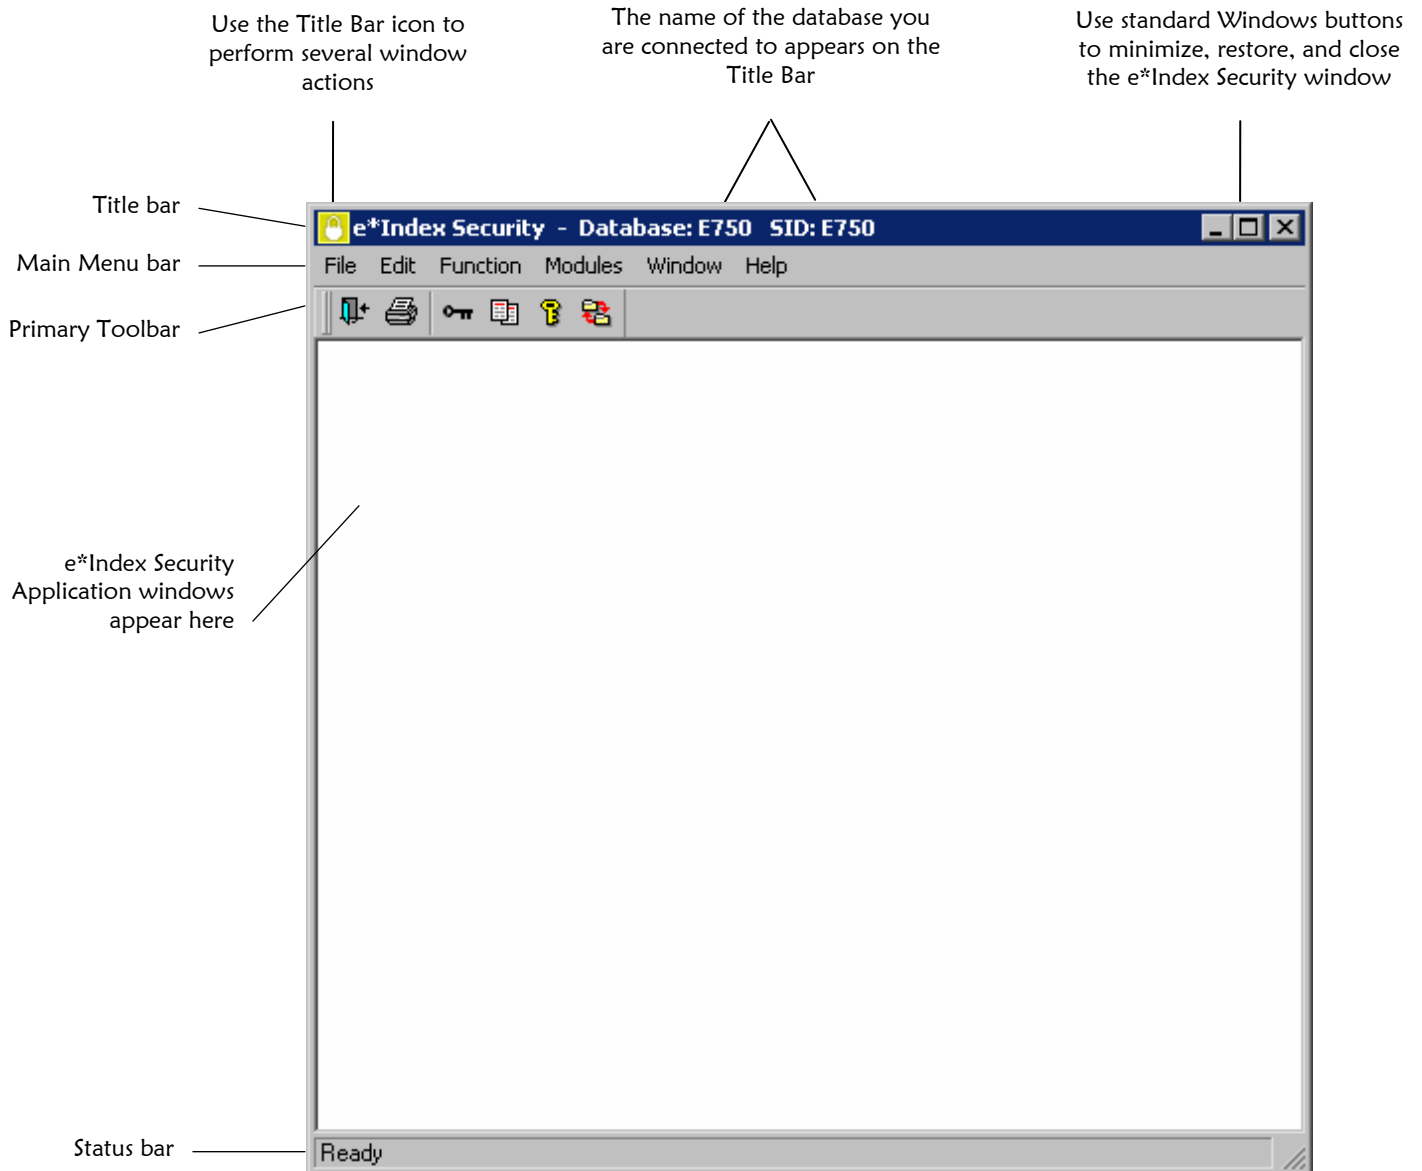 Use the Title Bar icon to
perform several window
actions
The name of the database you
are connected to appears on the
Title Bar
Use standard Windows buttons
to minimize, restore, and close
the e*Index Security window
Title bar
e*Index Security - Database: E750 SID: E750
Main Menu bar
File Edit Function Modules Window Help
Primary Toolbar
e*Index Security
Application windows
appear here
Status bar
Ready